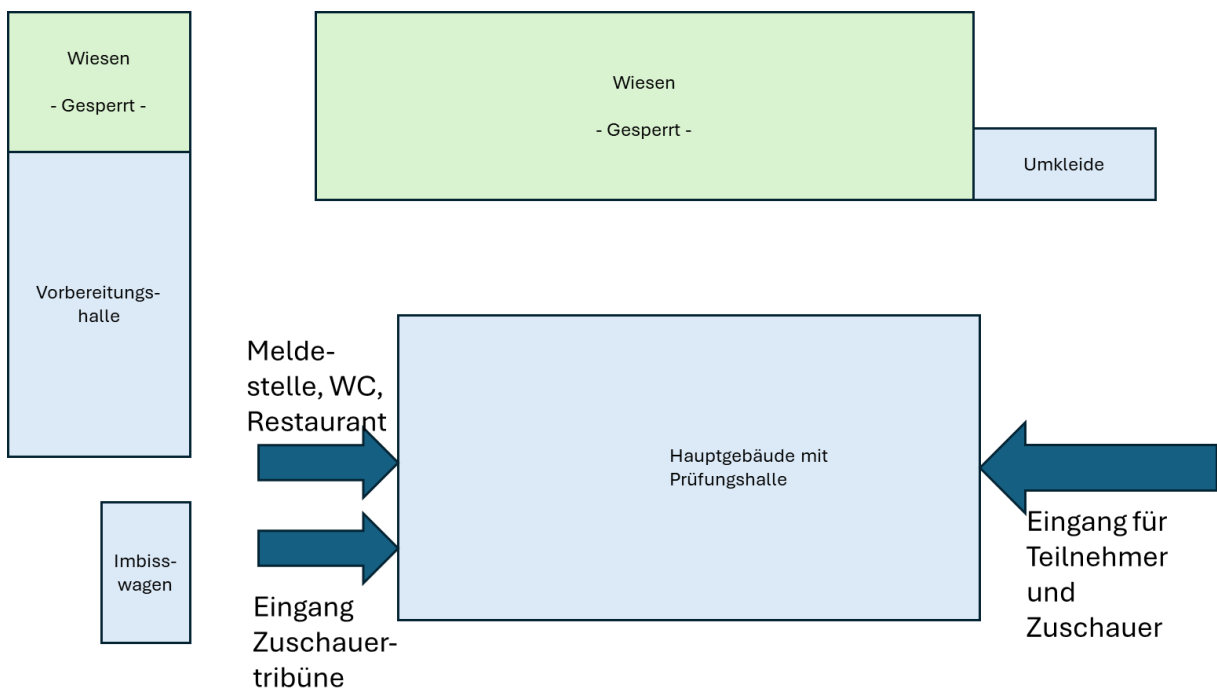 Wiesen
- Gesperrt -
Wiesen
- Gesperrt -
Umkleide
Vorbereitungs-
halle
Melde-
stelle, WC,
Restaurant
Hauptgebäude mit
Prüfungshalle
Imbiss-
wagen
Eingang
Zuschauer-
tribüne
Eingang für
Teilnehmer
und
Zuschauer